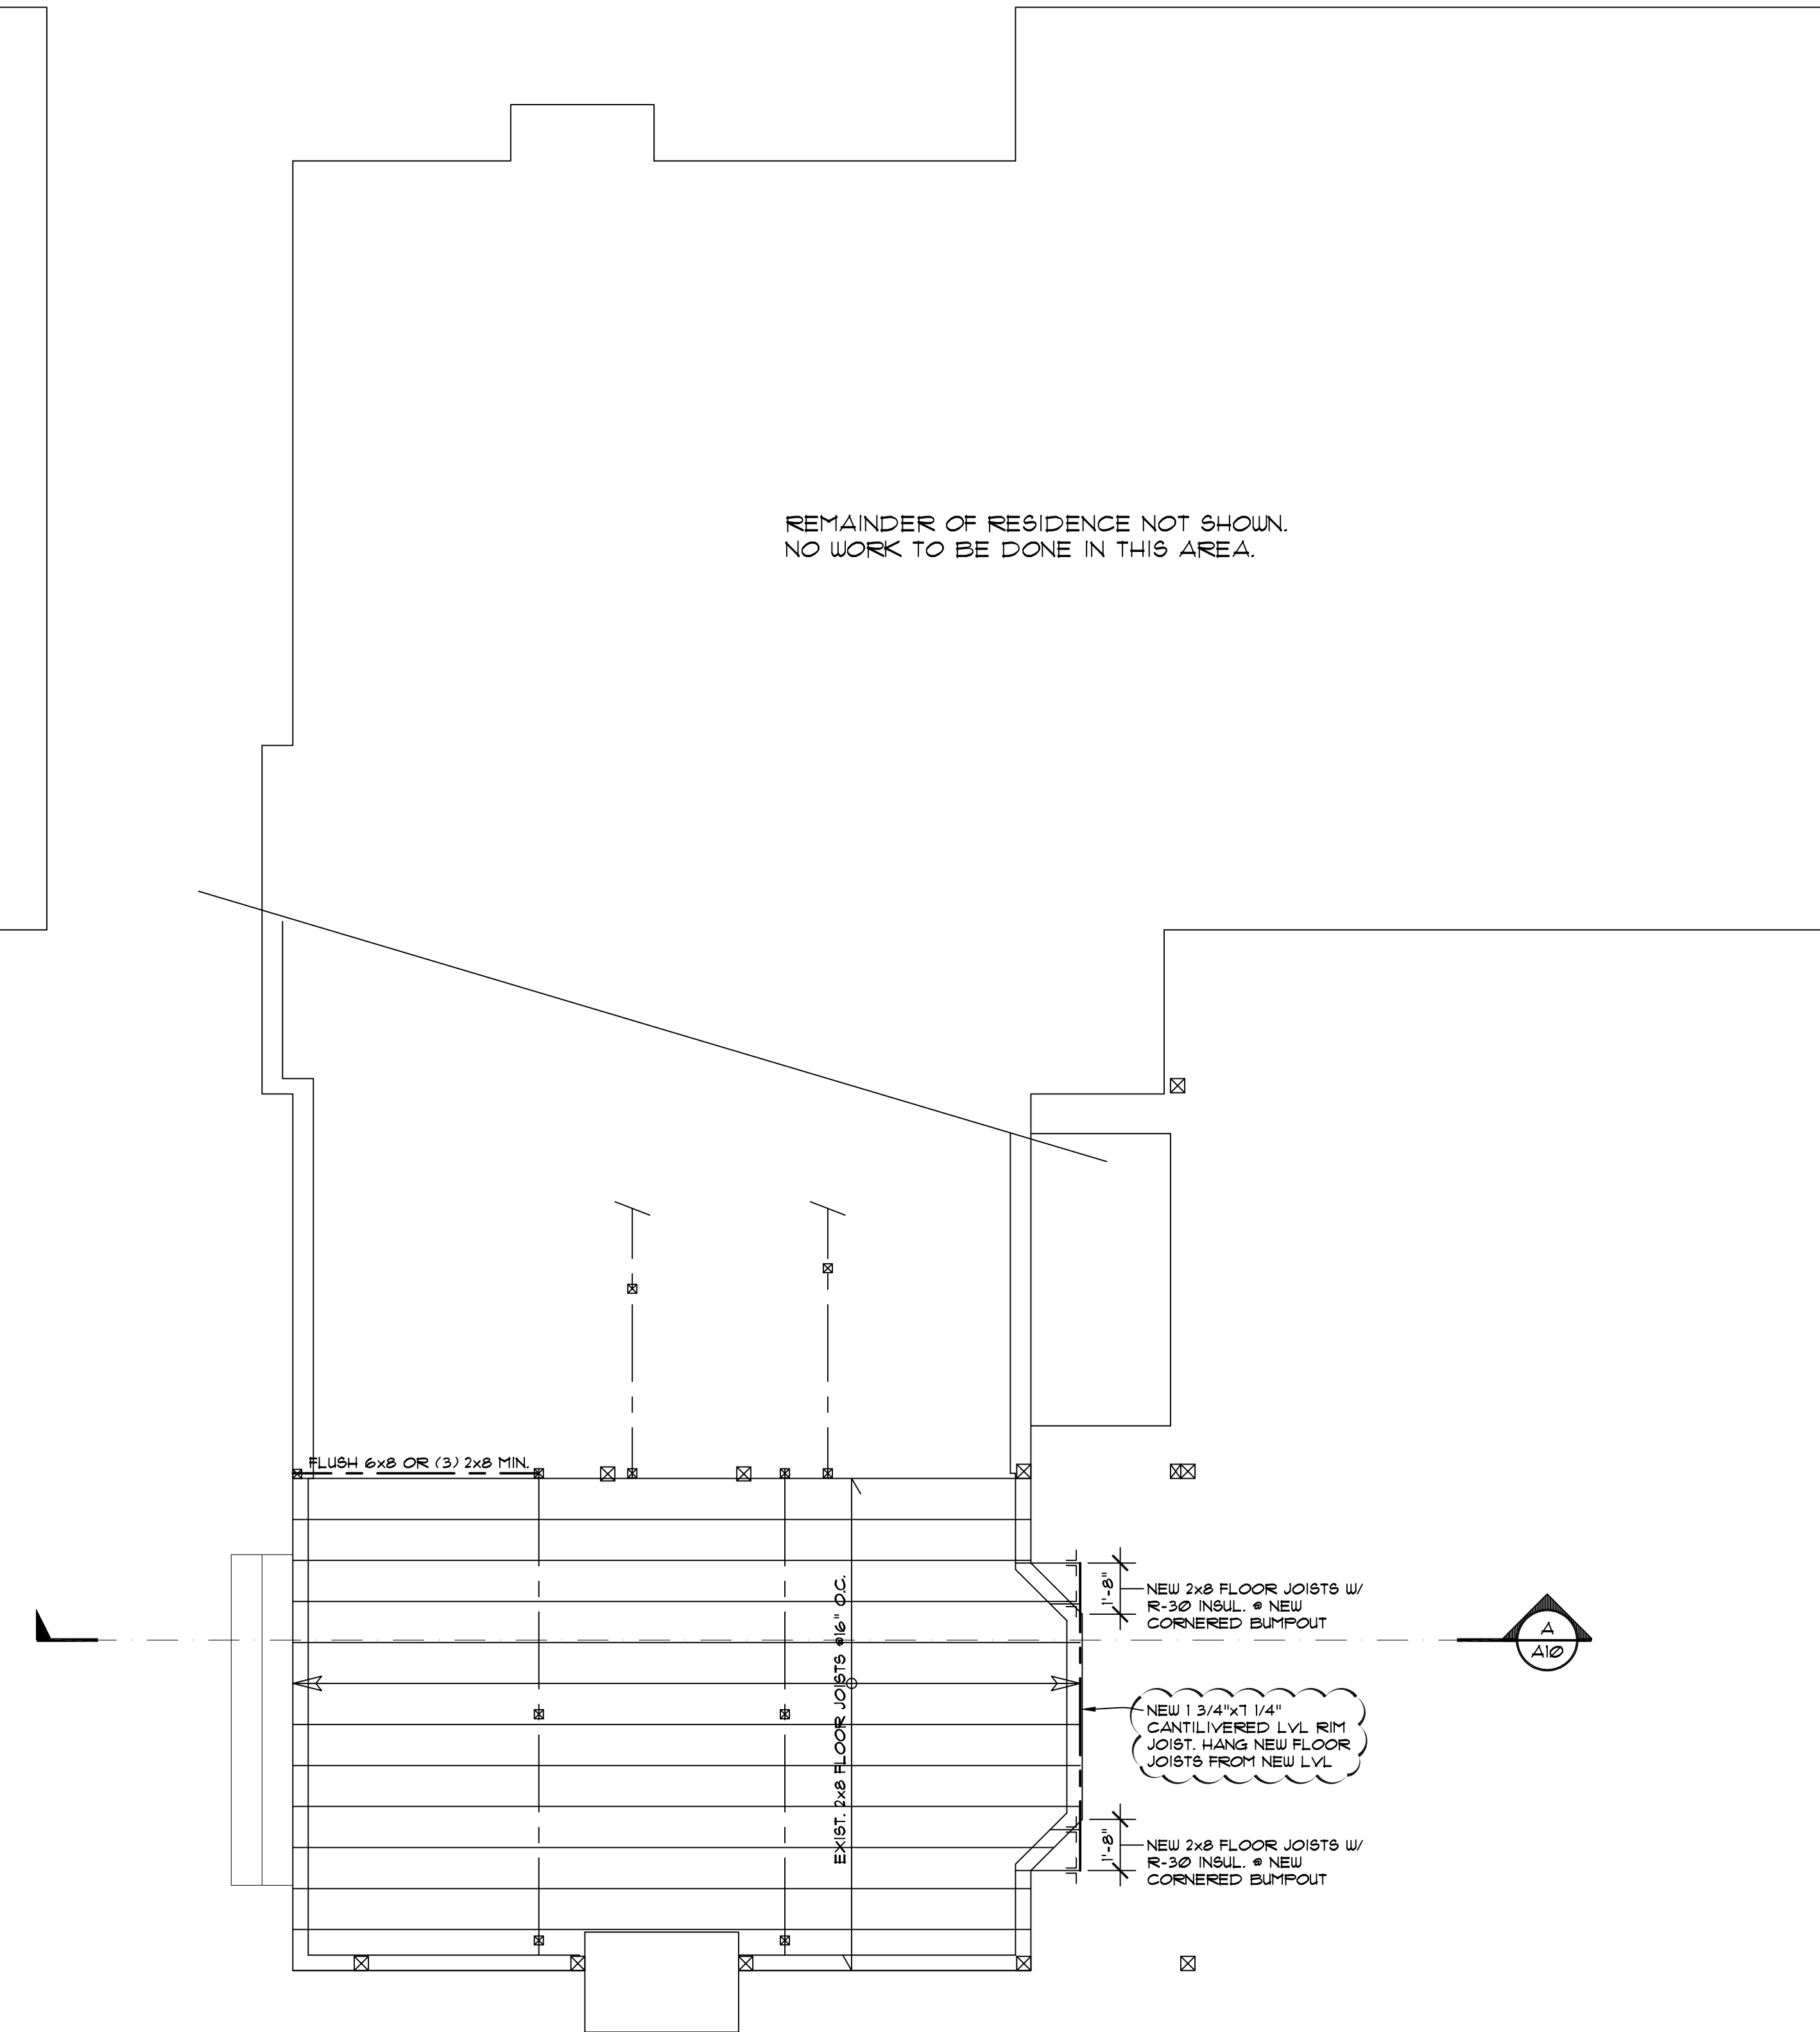 REMAINDER OF RESIDENCE NOT SHOWN.
NO WORK TO BE DONE IN THIS AREA.
FLUSH 6x8 OR (3) 2x8 MIN.
EXIST. 2x8 FLOOR JOISTS @16" O.C.
1'-8"
NEW 2x8 FLOOR JOISTS W/
R-30 INSUL. @ NEW
CORNERED BUMPOUT
A
A10
NEW 1 3/4"x7 1/4"
CANTILIVERED LVL RIM
JOIST. HANG NEW FLOOR
JOISTS FROM NEW LVL
1'-8"
NEW 2x8 FLOOR JOISTS W/
R-30 INSUL. @ NEW
CORNERED BUMPOUT